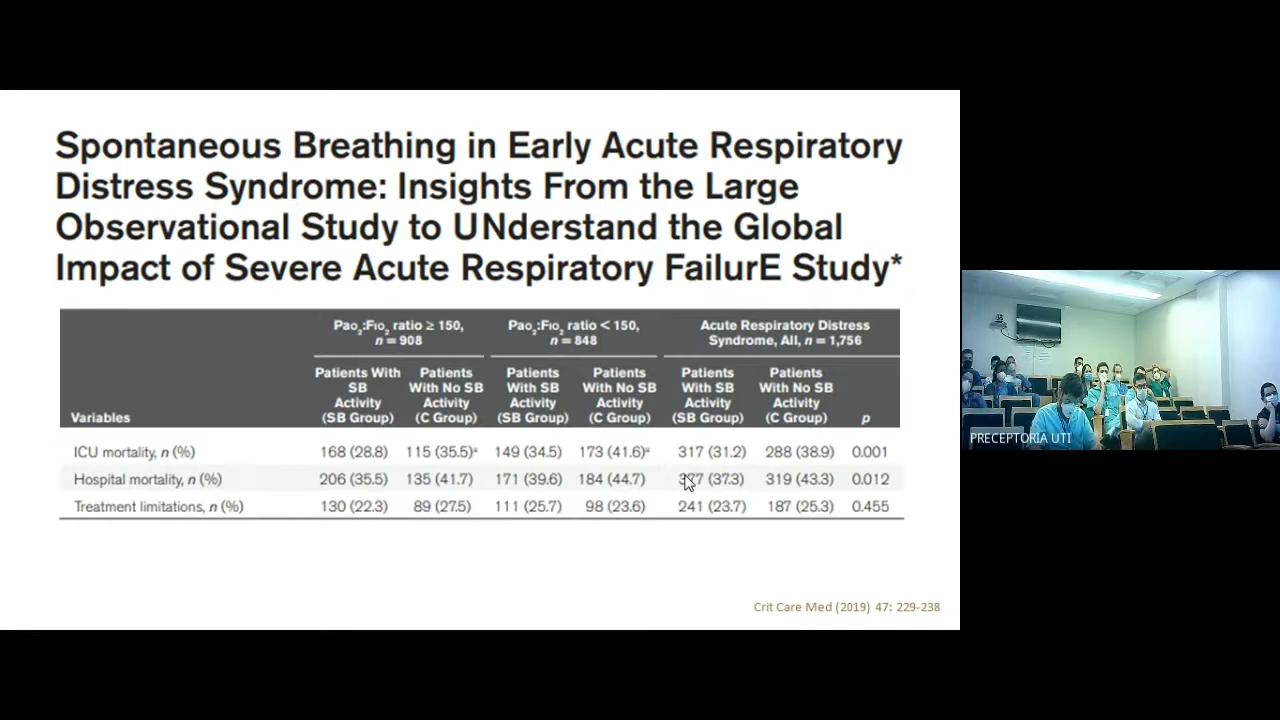 Spontaneous Breathing in Early Acute Respiratory
Distress Syndrome: Insights From the Large
Observational Study to UNderstand the Global
Impact of Severe Acute Respiratory FailurE Study*
Pao2:Fio2 ratio ≥ 150, n = 908 Pao2:Fio2 ratio < 150, n = 848 Acute Respiratory Distress Syndrome, All, n = 1,756
Variables Patients With SB Activity (SB Group) Patients With No SB Activity (C Group) Patients With SB Activity (SB Group) Patients With No SB Activity (C Group) Patients With SB Activity (SB Group) Patients With No SB Activity (C Group) p
ICU mortality, n (%) 168 (28.8) 115 (35.5)a 149 (34.5) 173 (41.6)a 317 (31.2) 288 (38.9) 0.001
Hospital mortality, n (%) 206 (35.5) 135 (41.7) 171 (39.6) 184 (44.7) (37.3) 319 (43.3) 0.012
Treatment limitations, n (%) 130 (22.3) 89 (27.5) 111 (25.7) 98 (23.6) 241 (23.7) 187 (25.3) 0.455
Crit Care Med (2019) 47: 229-238
PRECEPTORIA UTI